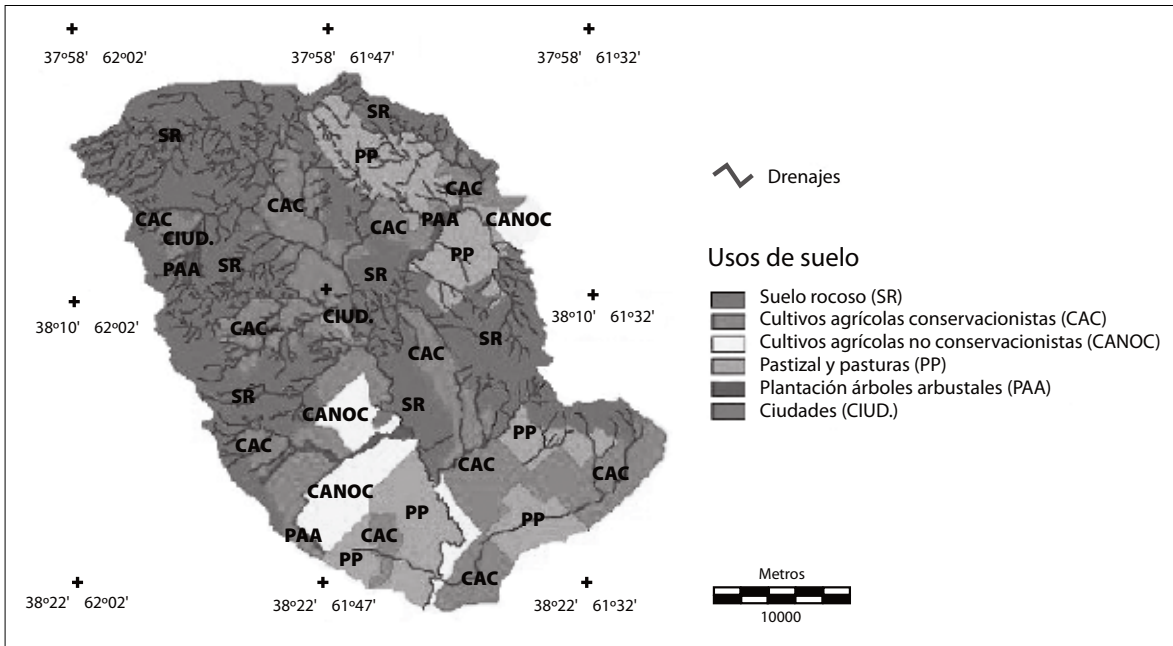 37º58' 62º02' 37º58' 61º47' 37º58' 61º32'
SR
SR
PP
CAC
CAC
CAC
PAA
CANOC
CAC
CIUD.
PP
PAA
SR
SR
38º10' 62º02'
38º10' 61º32'
CIUD.
CAC
SR
CAC
SR
SR
CANOC
PP
CAC
CAC
CAC
CANOC
PP
PP
PAA
CAC
PP
CAC
38º22' 62º02' 38º22' 61º47' 38º22' 61º32'
Drenajes
Usos de suelo
Suelo rocoso (SR)
Cultivos agrícolas conservacionistas (CAC)
Cultivos agrícolas no conservacionistas (CANOC)
Pastizal y pasturas (PP)
Plantación árboles arbustales (PAA)
Ciudades (CIUD.)
Metros
10000